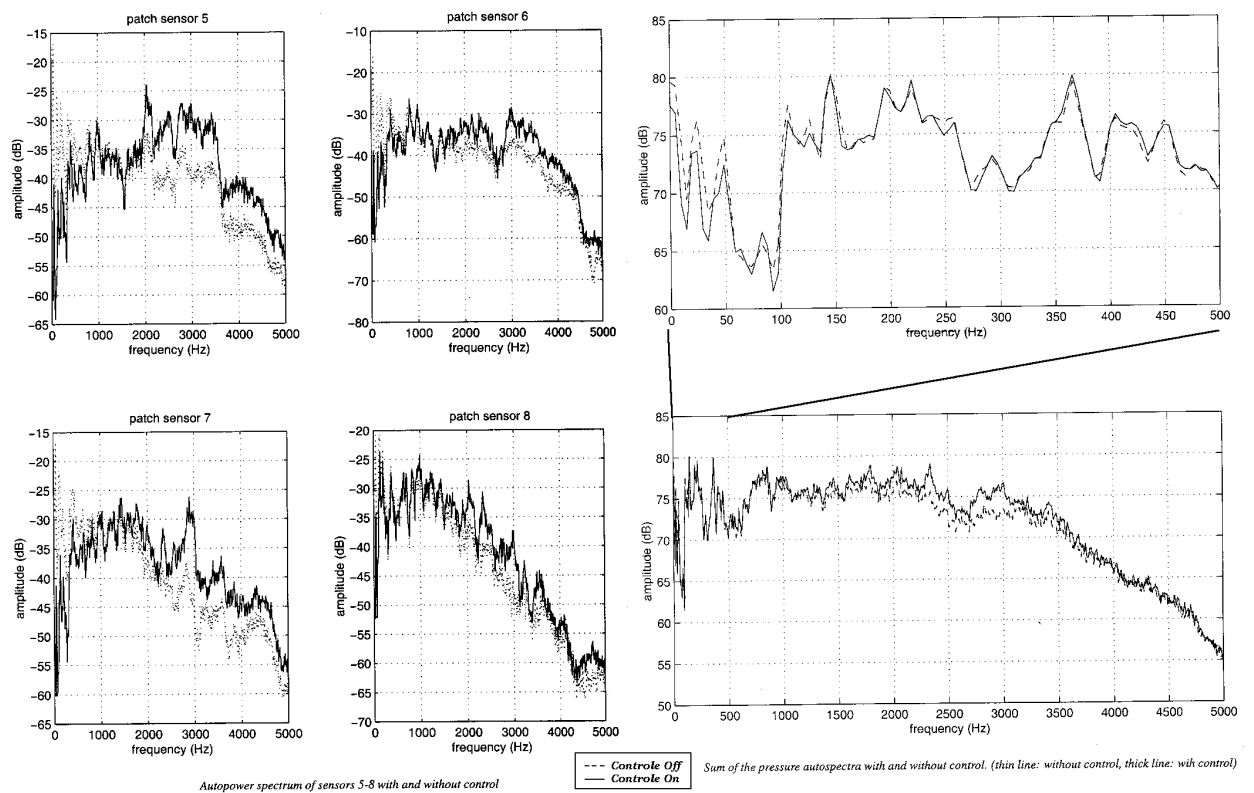 patch sensor 5
−15
−20
−25
−30
−35
−40
−45
−50
−55
−60
−65
amplitude (dB)
0 1000 2000 3000 4000 5000
frequency (Hz)
patch sensor 6
−10
−20
−30
−40
−50
−60
−70
−80
amplitude (dB)
0 1000 2000 3000 4000 5000
frequency (Hz)
85
80
75
70
65
60
amplitude (dB)
0 50 100 150 200 250 300 350 400 450 500
frequency (Hz)
patch sensor 7
−15
−20
−25
−30
−35
−40
−45
−50
−55
−60
−65
amplitude (dB)
0 1000 2000 3000 4000 5000
frequency (Hz)
patch sensor 8
−20
−25
−30
−35
−40
−45
−50
−55
−60
−65
−70
amplitude (dB)
0 1000 2000 3000 4000 5000
frequency (Hz)
85
80
75
70
65
60
55
50
amplitude (dB)
0 500 1000 1500 2000 2500 3000 3500 4000 4500 5000
frequency (Hz)
Autopower spectrum of sensors 5-8 with and without control
Controle Off
Controle On
Sum of the pressure autospectra with and without control. (thin line: without control, thick line: wih control)